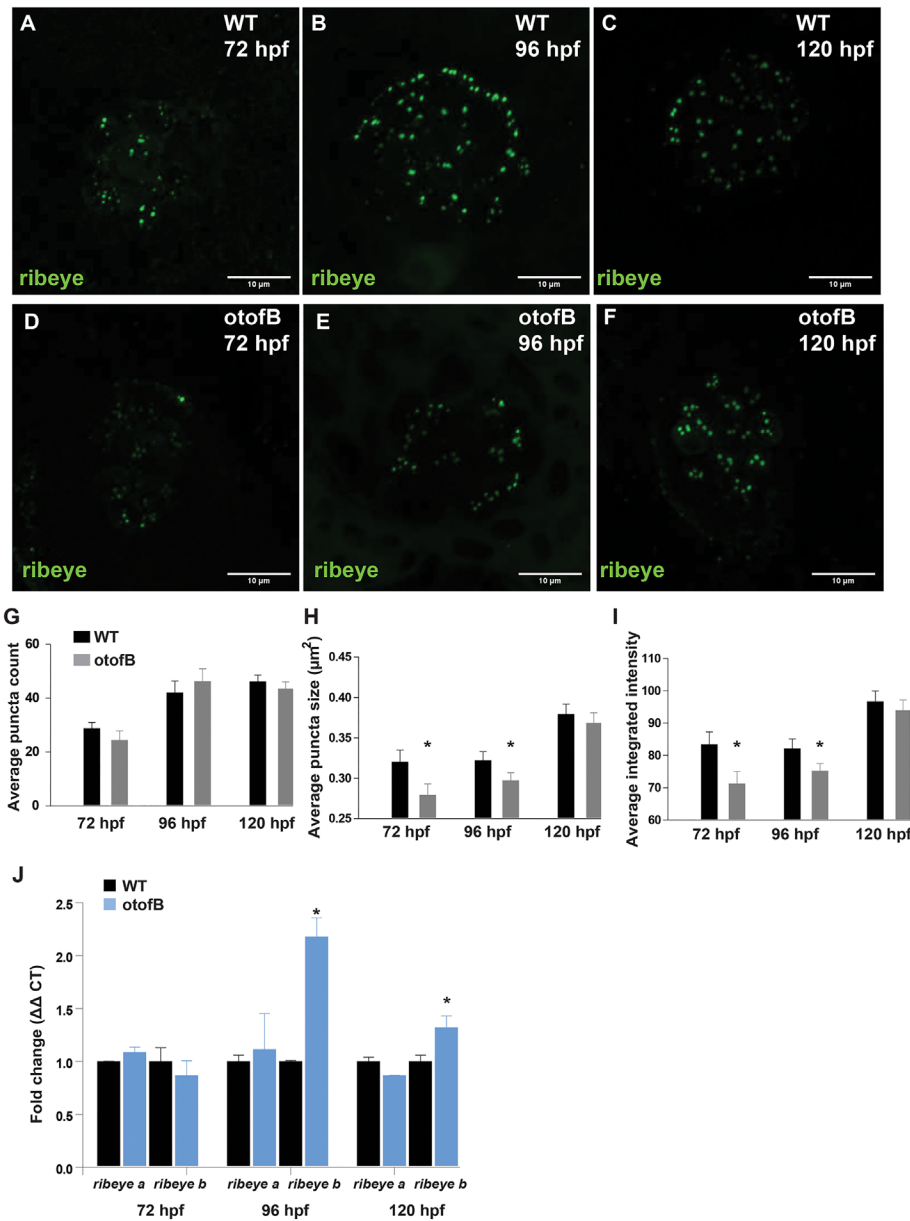 A
WT
72 hpf
ribeye
10 µm
B
WT
96 hpf
10 µm
ribeye
C
WT
120 hpf
ribeye
10 µm
D
otofB
72 hpf
ribeye
10 µm
E
otofB
96 hpf
ribeye
10 µm
F
otofB
120 hpf
ribeye
10 µm
G
WT
otofB
Average puncta count
60
40
20
0
72 hpf 96 hpf 120 hpf
H
Average puncta size (µm²)
0.45
0.40
0.35
0.30
0.25
* *
72 hpf 96 hpf 120 hpf
I
Average integrated intensity
110
100
90
80
70
60
* *
72 hpf 96 hpf 120 hpf
J
WT
otofB
Fold change (ΔΔ CT)
2.5
2.0
1.5
1.0
0.5
0.0
*
*
ribeye a ribeye b ribeye a ribeye b ribeye a ribeye b
72 hpf 96 hpf 120 hpf